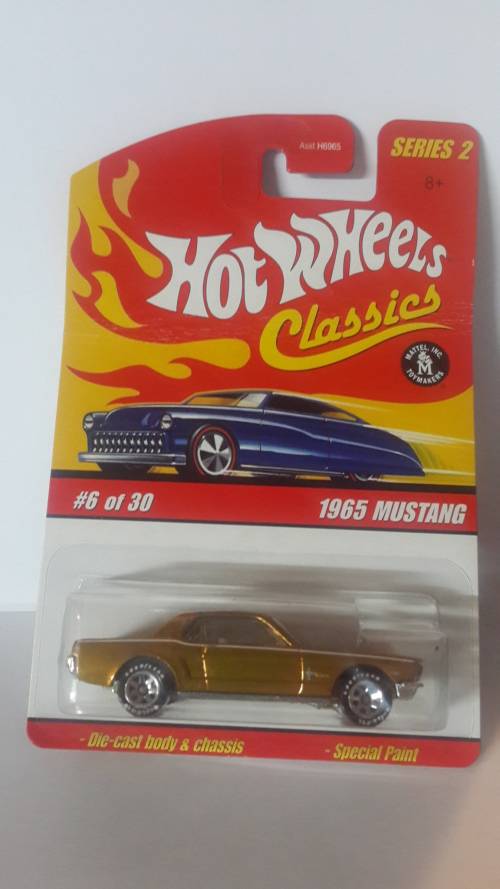 Asst H6965
SERIES 2
8+
HOT WHEELS
Classics
MATTEL, INC.
M
TOYMAKERS
#6 of 30
1965 MUSTANG
- Die-cast body & chassis
- Special Paint